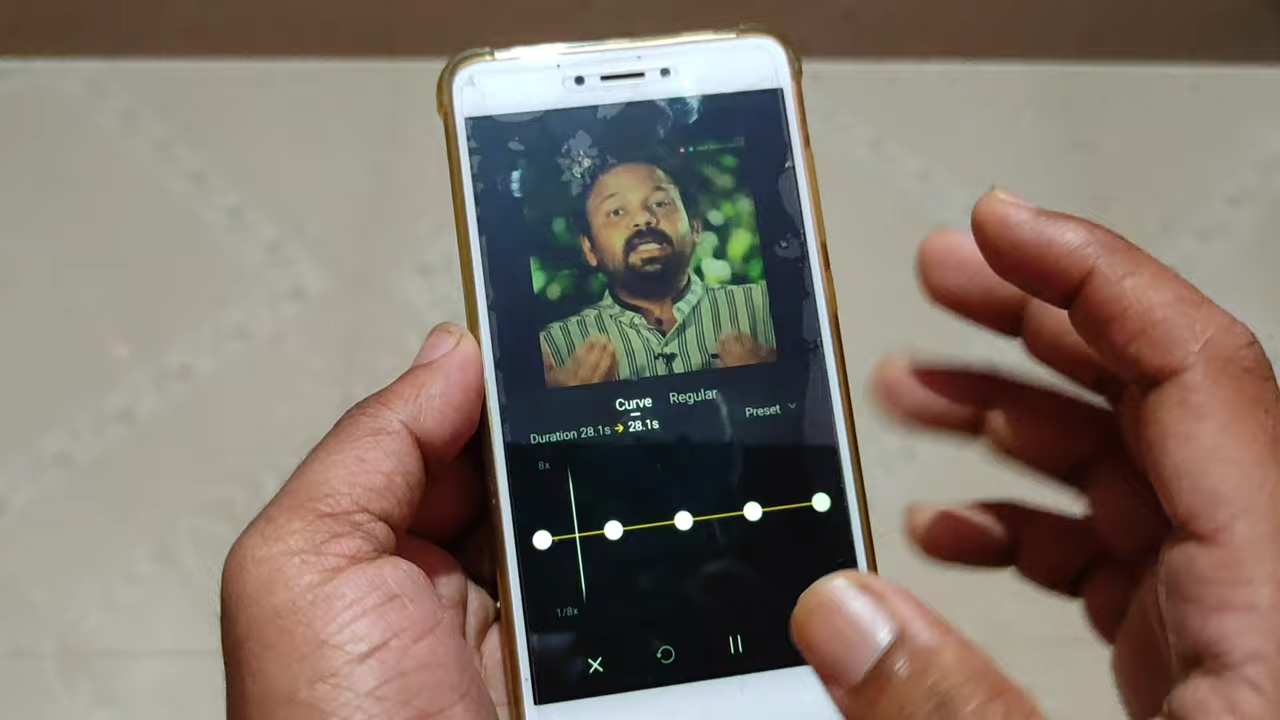 Curve Regular
Duration 28.1s → 28.1s Preset
8x
1/8x